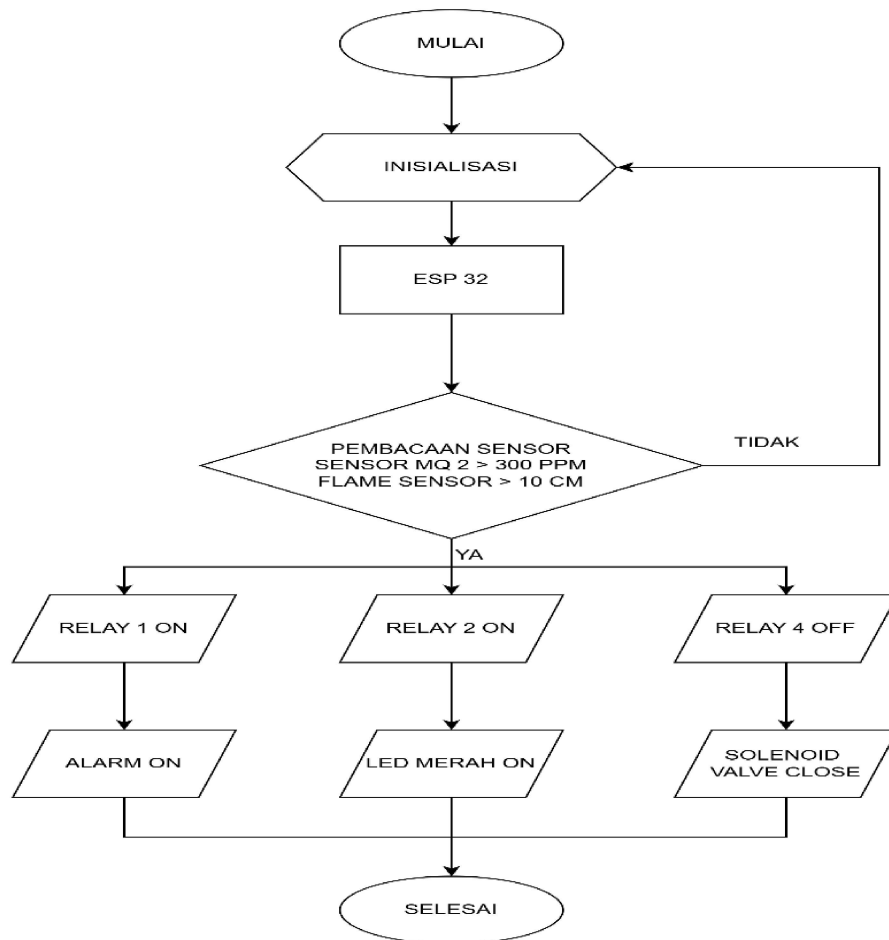 MULAI
INISIALISASI
ESP 32
PEMBACAAN SENSOR
SENSOR MQ 2 > 300 PPM
FLAME SENSOR > 10 CM
TIDAK
YA
RELAY 1 ON
RELAY 2 ON
RELAY 4 OFF
ALARM ON
LED MERAH ON
SOLENOID
VALVE CLOSE
SELESAI